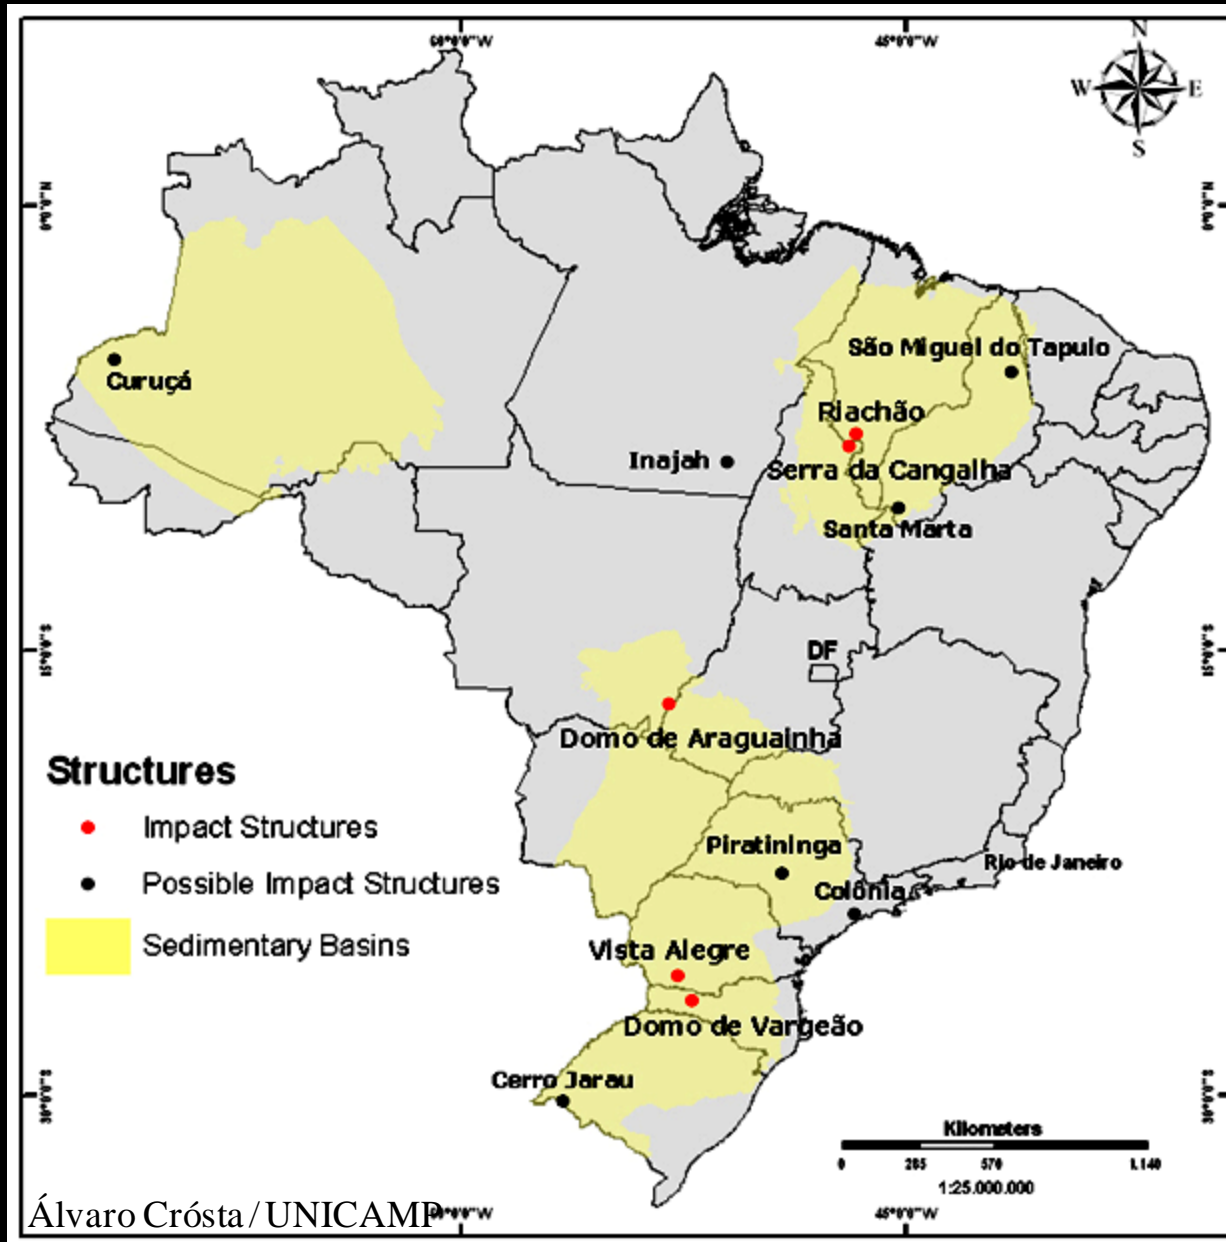 60°0'0"W 45°0'0"W
N
W E
S
0°0'0"N 0°0'0"N
São Miguel do Tapuio
Curuçá
Riachão
Inajah
Serra da Cangalha
Santa Marta
15°0'0"S 15°0'0"S
DF
Domo de Araguainha
Structures
Impact Structures
Piratininga
Rio de Janeiro
Possible Impact Structures
Colônia
Sedimentary Basins
Vista Alegre
Domo de Vargeão
Cerro Jarau
30°0'0"S 30°0'0"S
Kilometers
0 285 570 1.140
1:25.000.000
Álvaro Crósta / UNICAMP
60°0'0"W 45°0'0"W